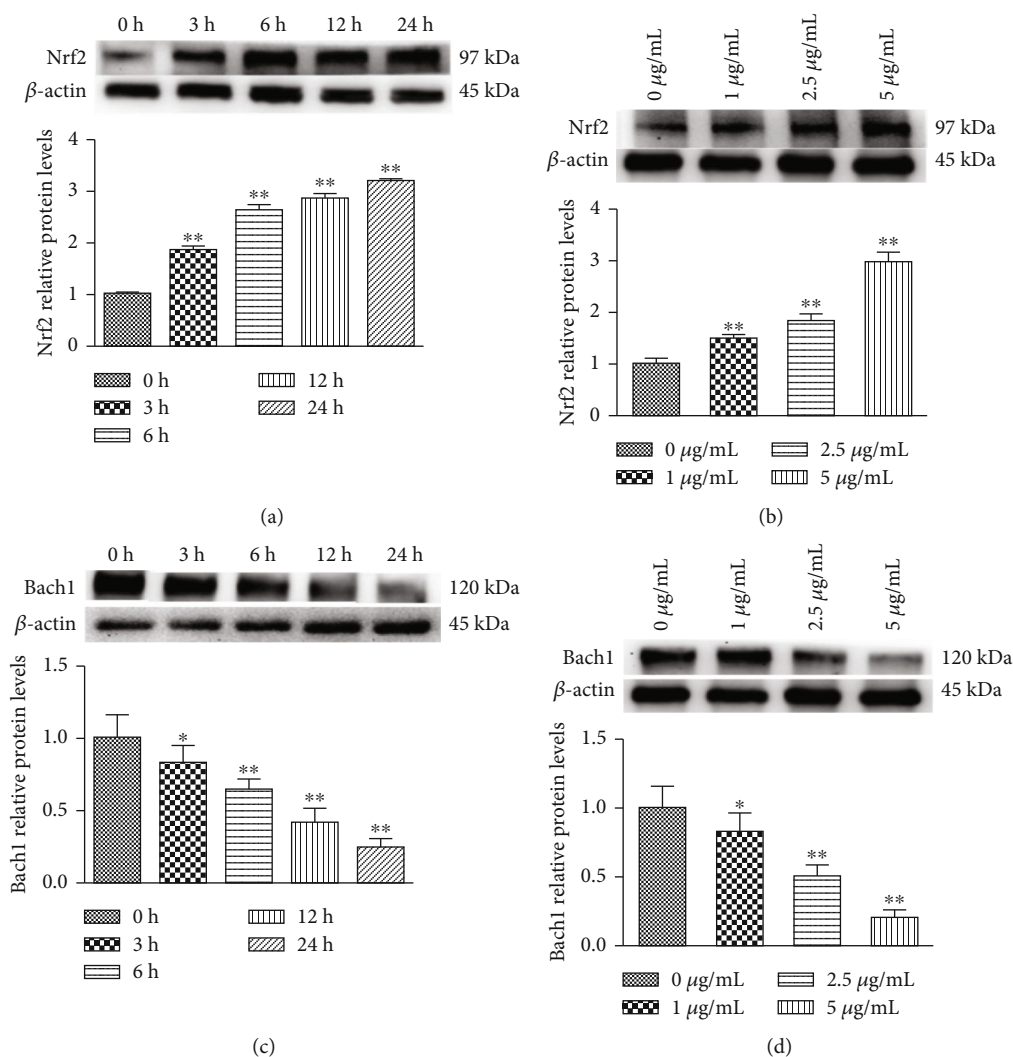 0 h 3 h 6 h 12 h 24 h
Nrf2 97 kDa
β-actin 45 kDa
4
3
2
1
0
Nrf2 relative protein levels
** ** ** **
0 h 12 h
3 h 24 h
6 h
(a)
0 μg/mL 1 μg/mL 2.5 μg/mL 5 μg/mL
Nrf2 97 kDa
β-actin 45 kDa
4
3
2
1
0
Nrf2 relative protein levels
** ** **
0 μg/mL 2.5 μg/mL
1 μg/mL 5 μg/mL
(b)
0 h 3 h 6 h 12 h 24 h
Bach1 120 kDa
β-actin 45 kDa
1.5
1.0
0.5
0.0
Bach1 relative protein levels
* ** ** **
0 h 12 h
3 h 24 h
6 h
(c)
0 μg/mL 1 μg/mL 2.5 μg/mL 5 μg/mL
Bach1 120 kDa
β-actin 45 kDa
1.5
1.0
0.5
0.0
Bach1 relative protein levels
* ** **
0 μg/mL 2.5 μg/mL
1 μg/mL 5 μg/mL
(d)